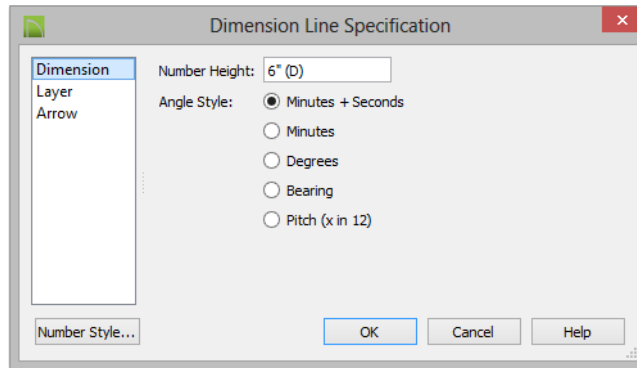 Dimension Line Specification
Dimension
Layer
Arrow
Number Height: 6" (D)
Angle Style: Minutes + Seconds
Minutes
Degrees
Bearing
Pitch (x in 12)
Number Style... OK Cancel Help